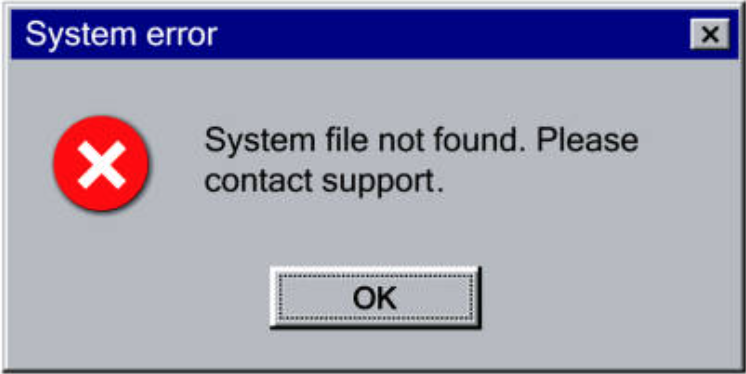 System error
System file not found. Please
contact support.
OK